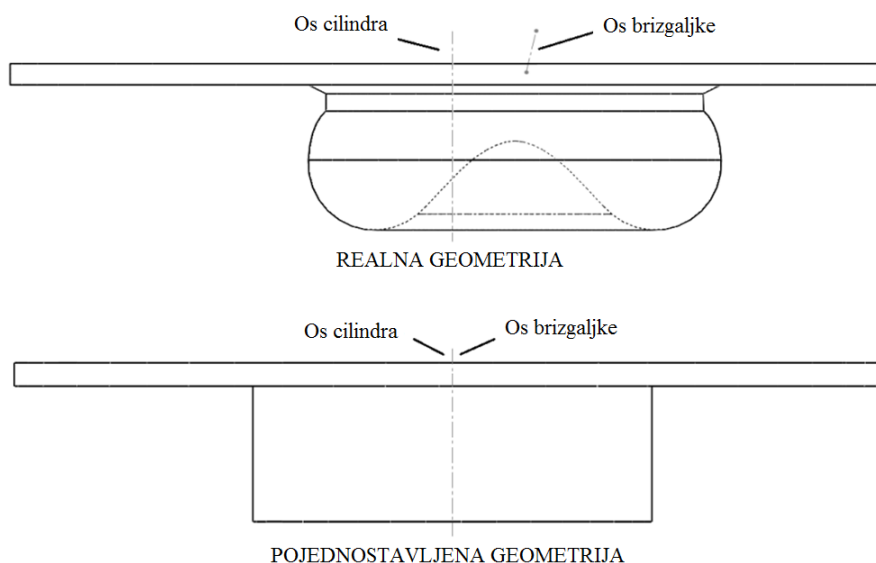 Os cilindra
Os brizgaljke
REALNA GEOMETRIJA
Os cilindra
Os brizgaljke
POJEDNOSTAVLJENA GEOMETRIJA